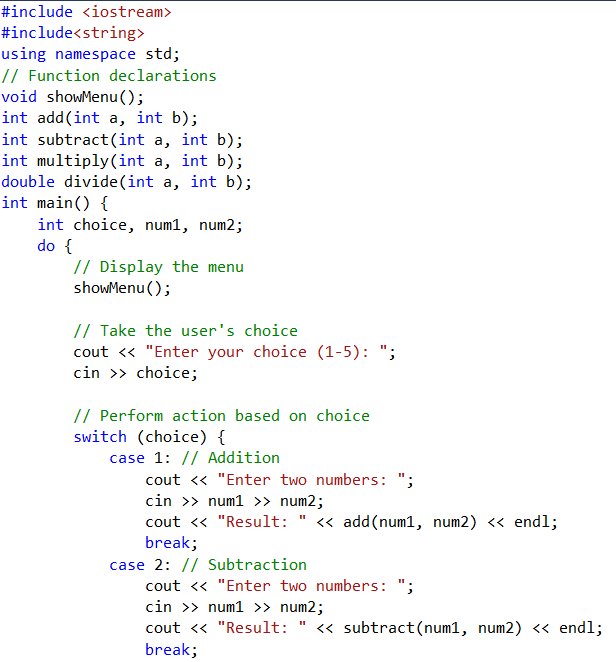 #include <iostream>
#include<string>
using namespace std;
// Function declarations
void showMenu();
int add(int a, int b);
int subtract(int a, int b);
int multiply(int a, int b);
double divide(int a, int b);
int main() {
    int choice, num1, num2;
    do {
        // Display the menu
        showMenu();

        // Take the user's choice
        cout << "Enter your choice (1-5): ";
        cin >> choice;

        // Perform action based on choice
        switch (choice) {
            case 1: // Addition
                cout << "Enter two numbers: ";
                cin >> num1 >> num2;
                cout << "Result: " << add(num1, num2) << endl;
                break;
            case 2: // Subtraction
                cout << "Enter two numbers: ";
                cin >> num1 >> num2;
                cout << "Result: " << subtract(num1, num2) << endl;
                break;